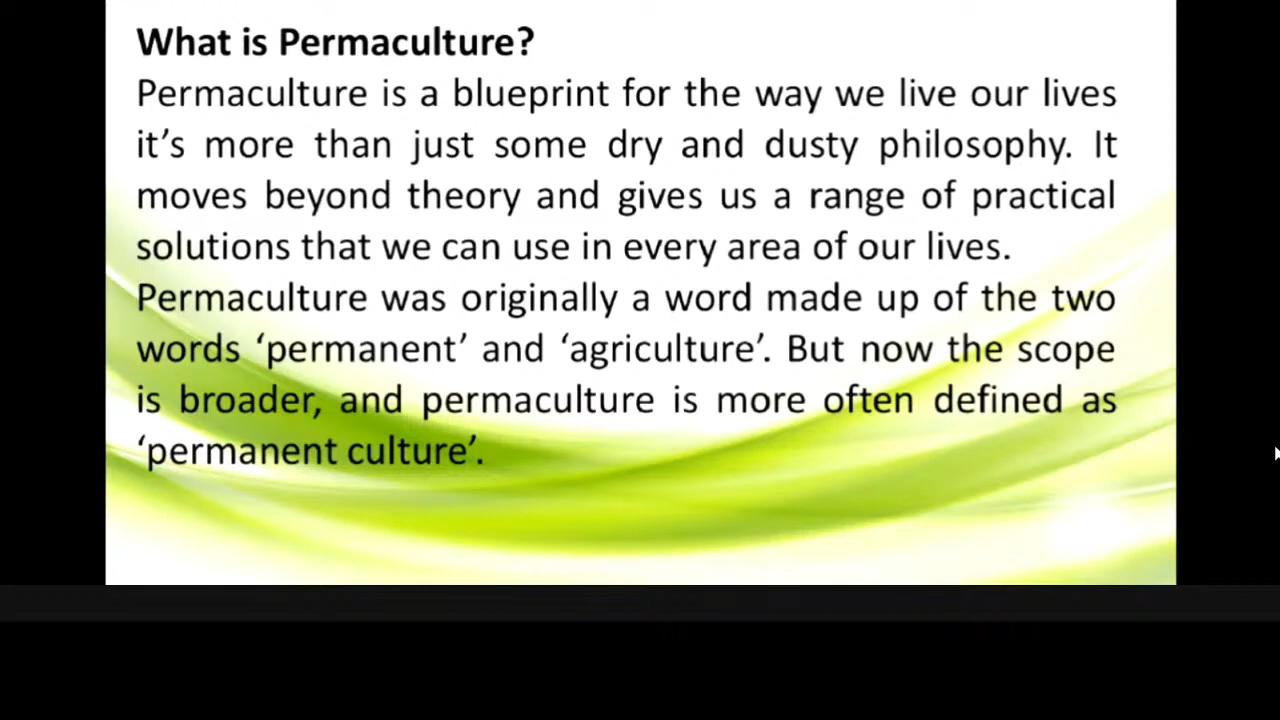 What is Permaculture?
Permaculture is a blueprint for the way we live our lives
it’s more than just some dry and dusty philosophy. It
moves beyond theory and gives us a range of practical
solutions that we can use in every area of our lives.
Permaculture was originally a word made up of the two
words ‘permanent’ and ‘agriculture’. But now the scope
is broader, and permaculture is more often defined as
‘permanent culture’.